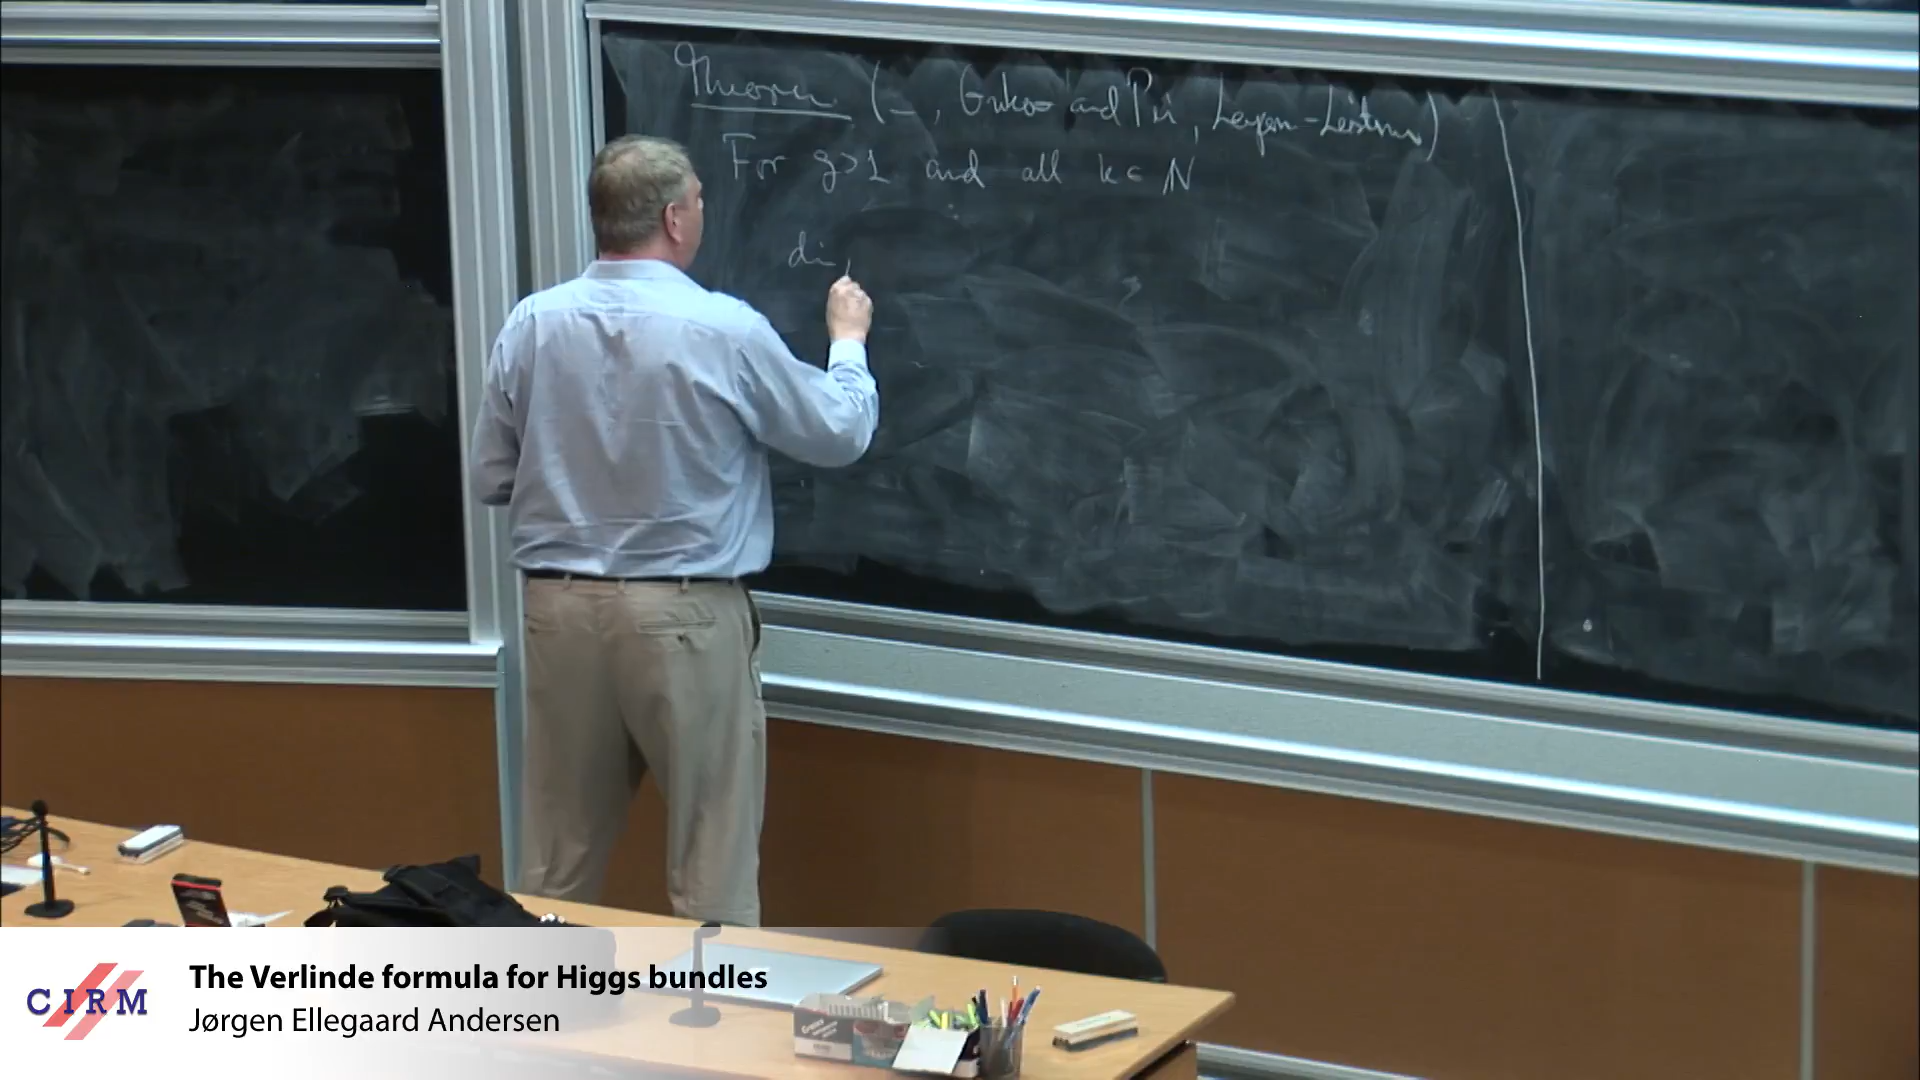 Theorem (–, Gukov and Pei, Leyen-Leistner)
For g>1 and all k ∈ N
di
CIRM
The Verlinde formula for Higgs bundles
Jørgen Ellegaard Andersen